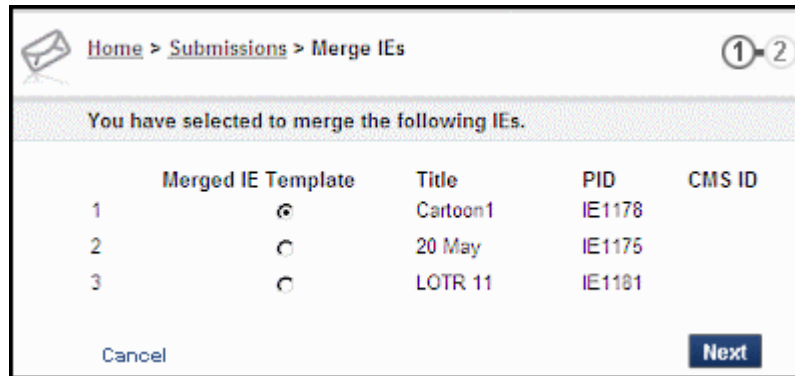 Home > Submissions > Merge IEs
1 2
You have selected to merge the following IEs.
Merged IE Template Title PID CMS ID
1 Cartoon1 IE1178
2 20 May IE1175
3 LOTR 11 IE1181
Cancel Next